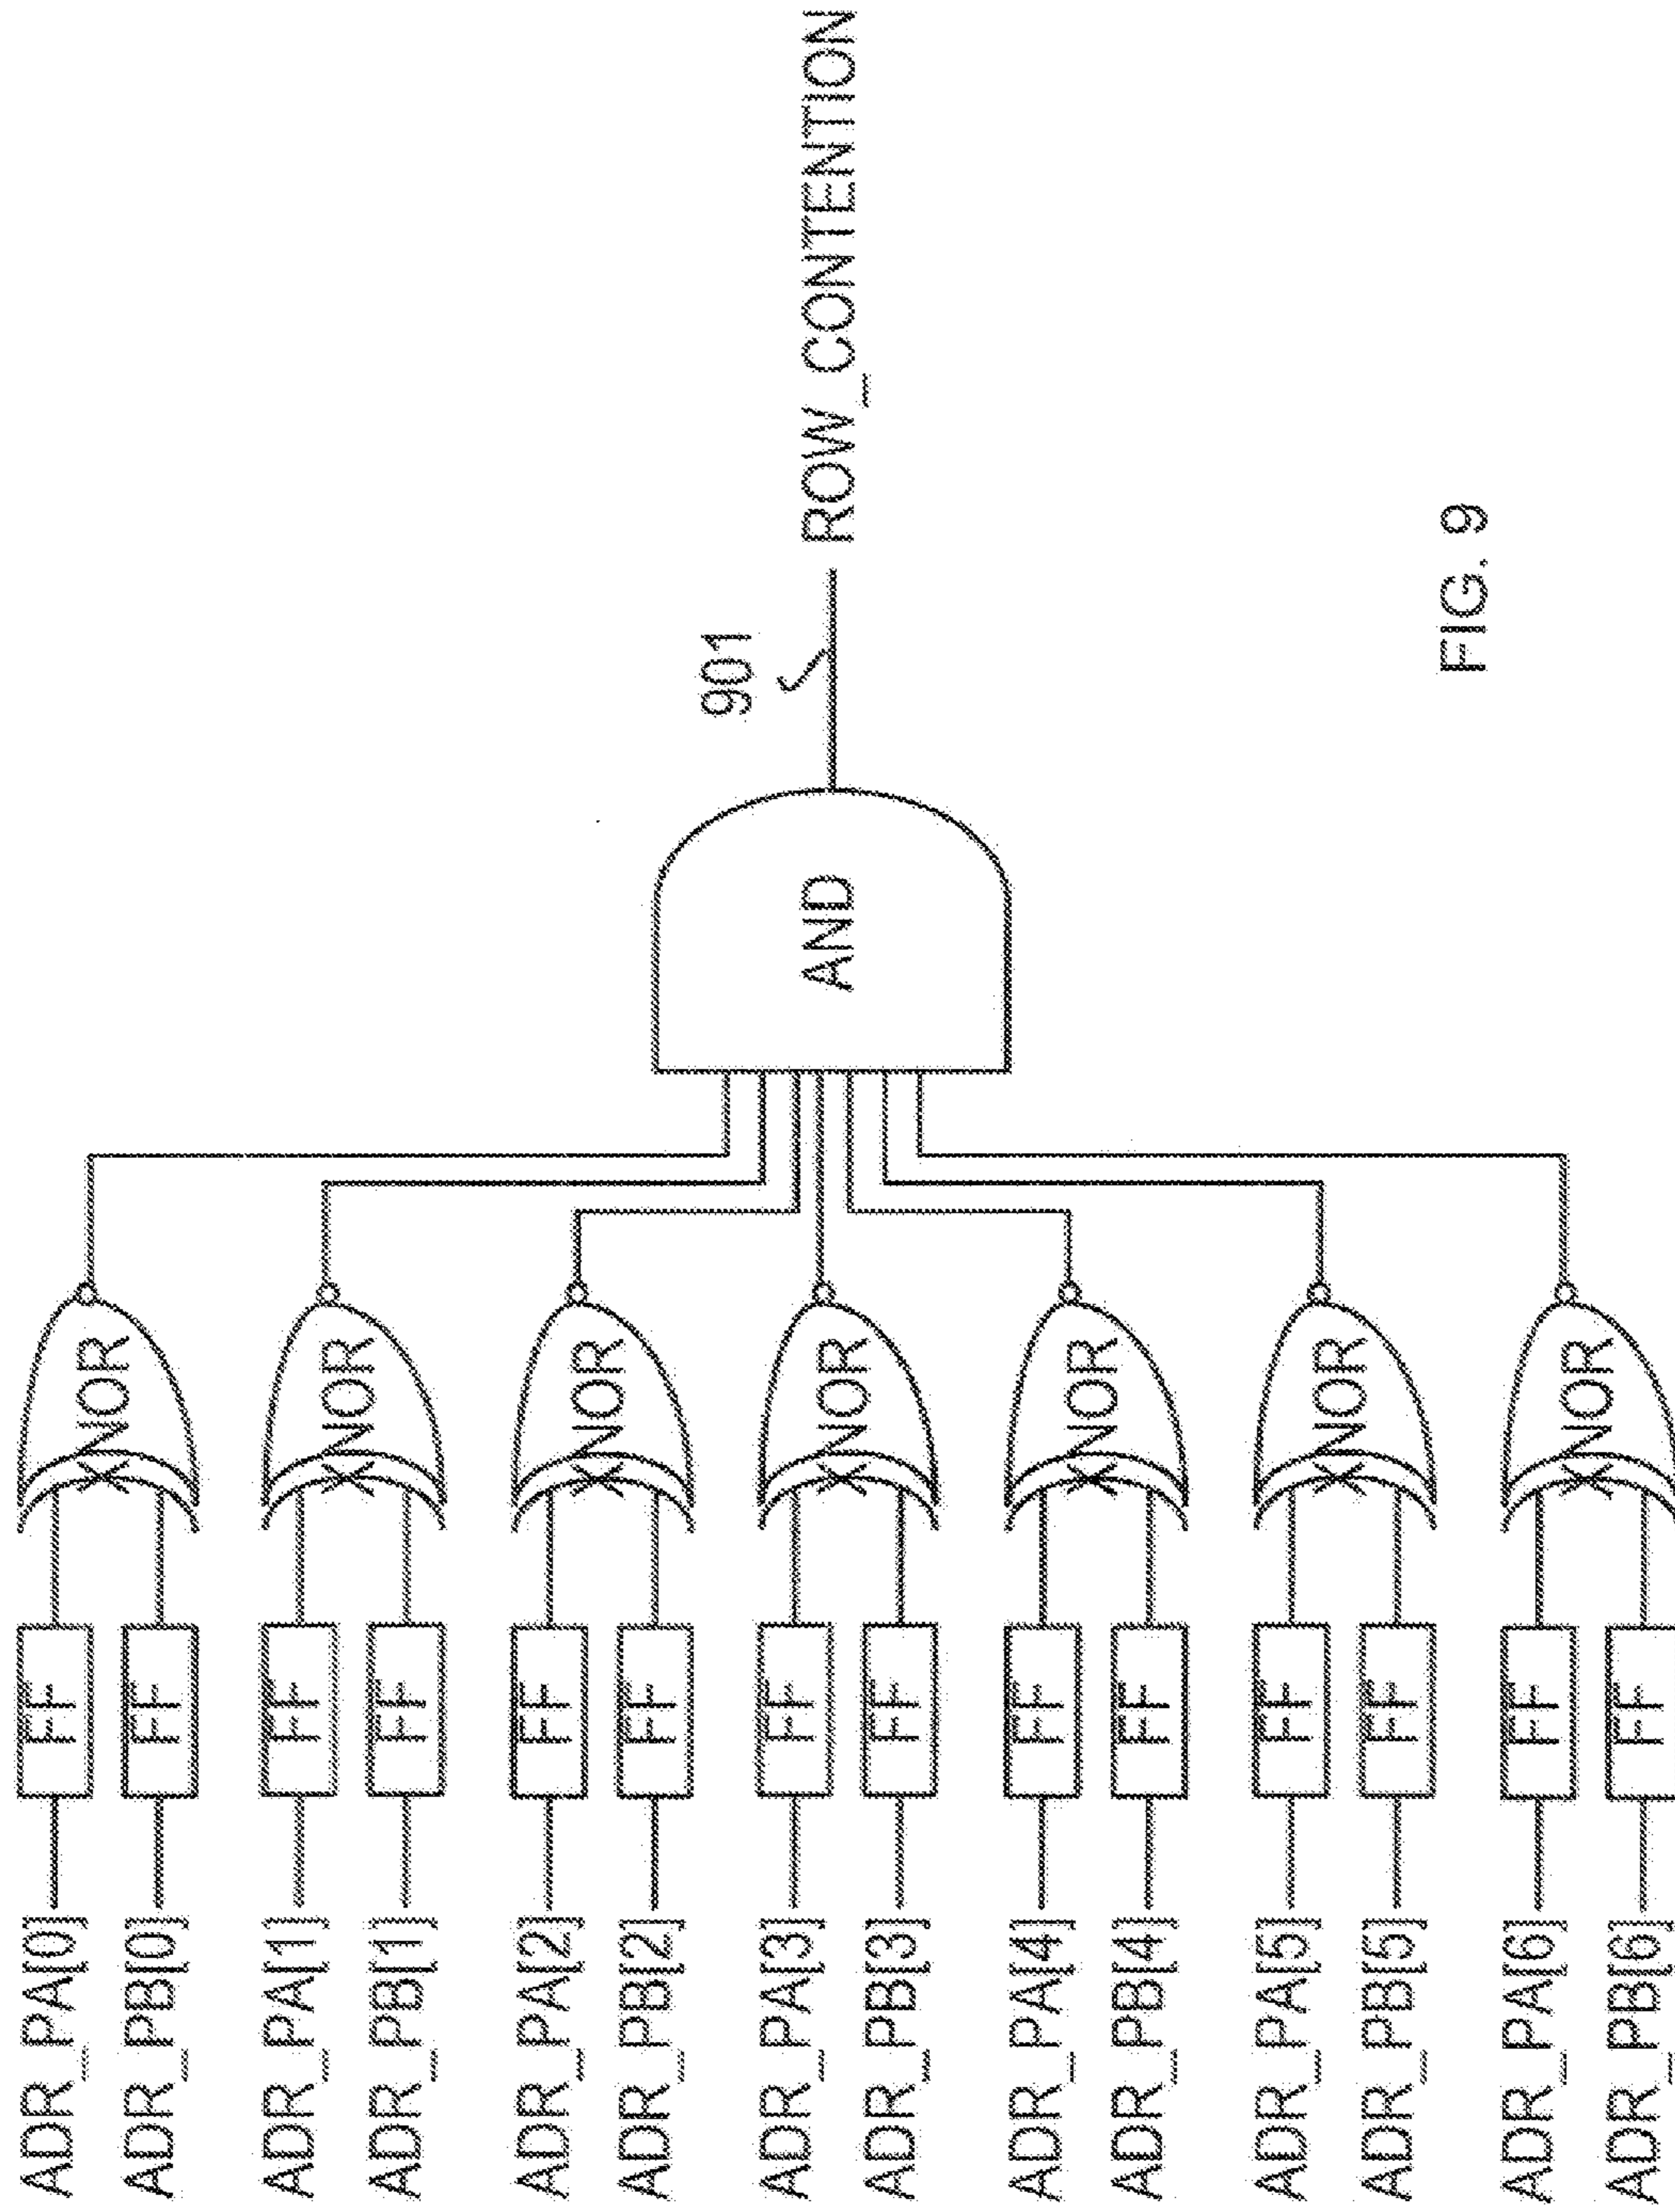 ADR_PA[0]
FF
ADR_PB[0]
FF
XNOR
ADR_PA[1]
FF
ADR_PB[1]
FF
XNOR
ADR_PA[2]
FF
ADR_PB[2]
FF
XNOR
ADR_PA[3]
FF
ADR_PB[3]
FF
XNOR
ADR_PA[4]
FF
ADR_PB[4]
FF
XNOR
ADR_PA[5]
FF
ADR_PB[5]
FF
XNOR
ADR_PA[6]
FF
ADR_PB[6]
FF
XNOR
AND
901
ROW_CONTENTION
FIG. 9